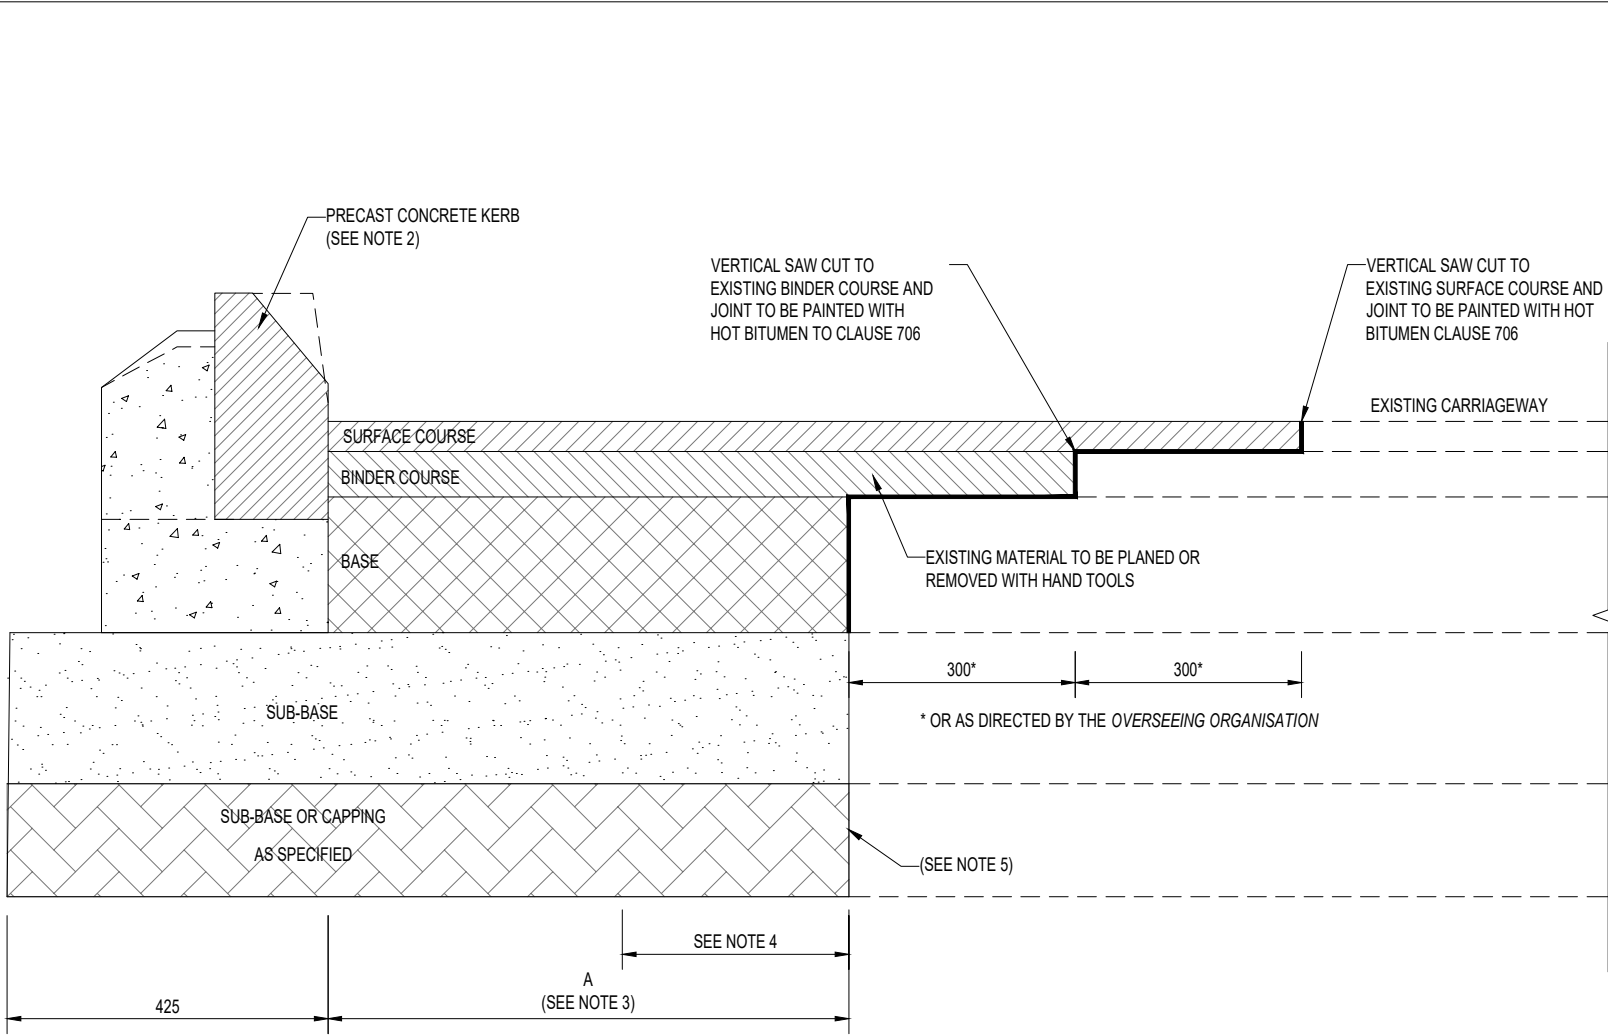 PRECAST CONCRETE KERB
(SEE NOTE 2)
VERTICAL SAW CUT TO
EXISTING BINDER COURSE AND
JOINT TO BE PAINTED WITH
HOT BITUMEN TO CLAUSE 706
VERTICAL SAW CUT TO
EXISTING SURFACE COURSE AND
JOINT TO BE PAINTED WITH HOT
BITUMEN CLAUSE 706
EXISTING CARRIAGEWAY
SURFACE COURSE
BINDER COURSE
BASE
EXISTING MATERIAL TO BE PLANED OR
REMOVED WITH HAND TOOLS
300*
300*
* OR AS DIRECTED BY THE OVERSEEING ORGANISATION
SUB-BASE
SUB-BASE OR CAPPING
AS SPECIFIED
(SEE NOTE 5)
SEE NOTE 4
A
(SEE NOTE 3)
425